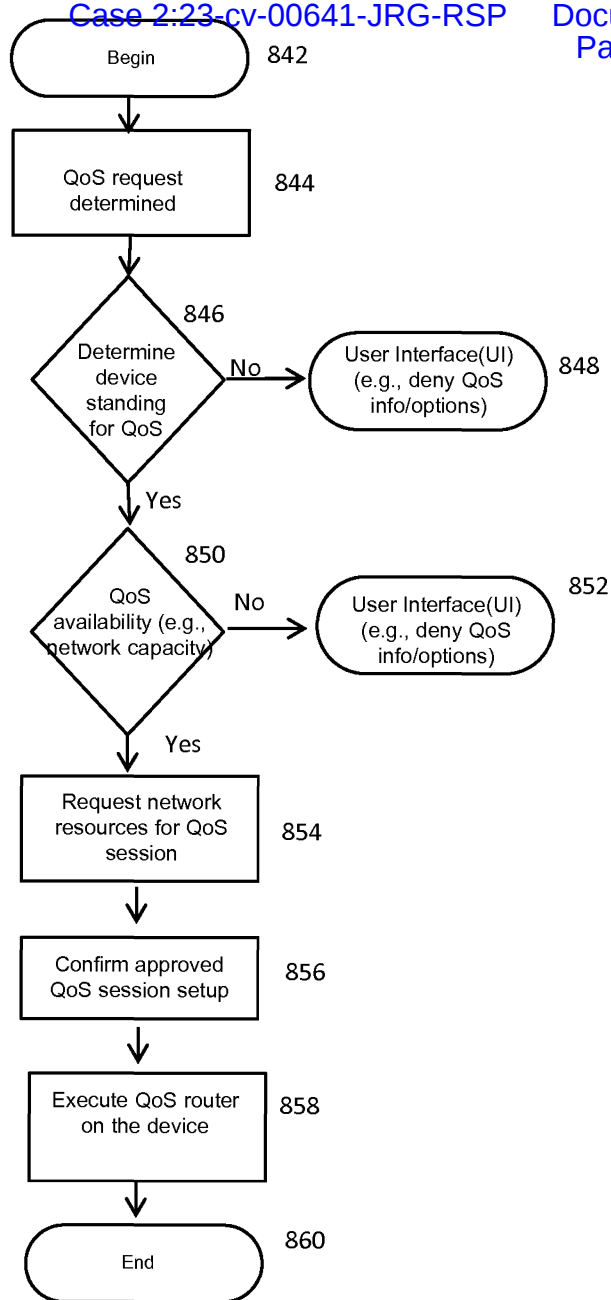 Case 2:23-cv-00641-JRG-RSP Docu
Pa
Begin
842
QoS request
determined
844
846
Determine
device
standing
for QoS
No
User Interface(UI)
(e.g., deny QoS
info/options)
848
Yes
850
QoS
availability (e.g.,
network capacity)
No
User Interface(UI)
(e.g., deny QoS
info/options)
852
Yes
Request network
resources for QoS
session
854
Confirm approved
QoS session setup
856
Execute QoS router
on the device
858
End
860